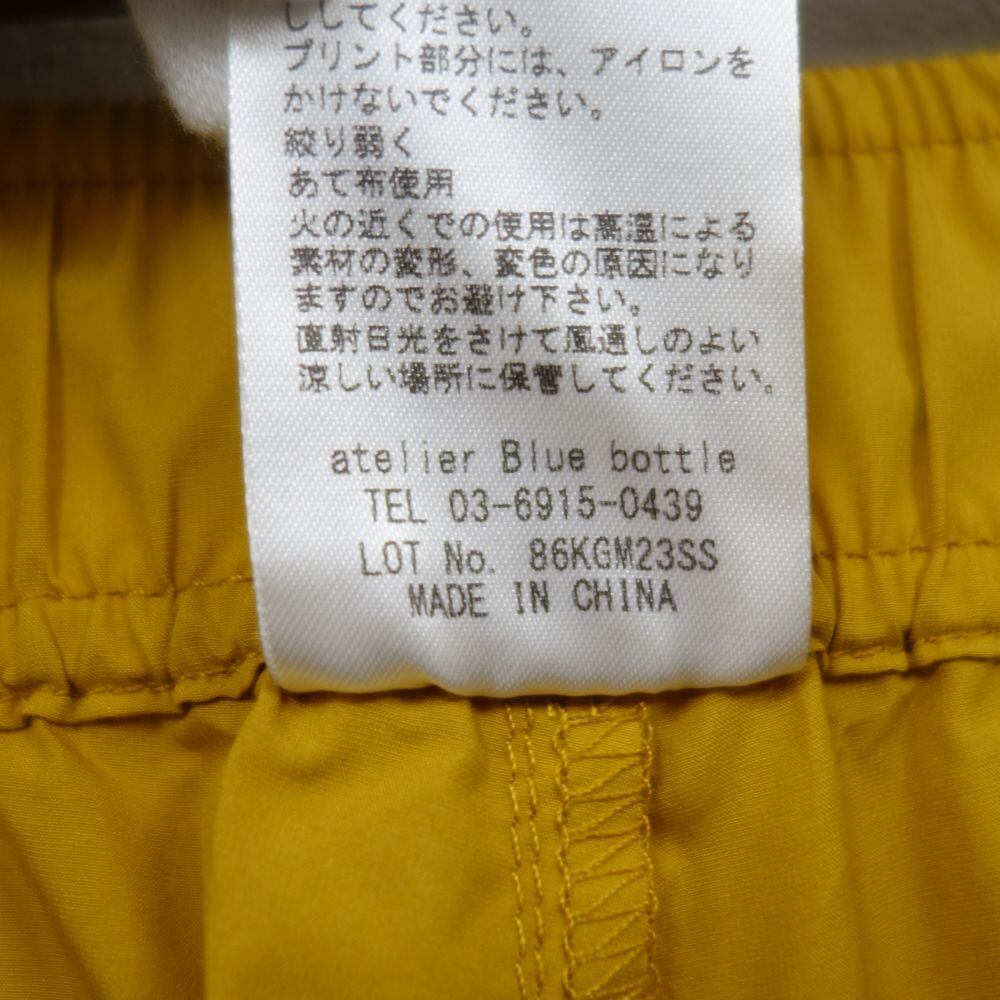 ししてください。
プリント部分には、アイロンを
かけないでください。
絞り弱く
あて布使用
火の近くでの使用は高温による
素材の変形、変色の原因になり
ますのでお避け下さい。
直射日光をさけて風通しのよい
涼しい場所に保管してください。
atelier Blue bottle
TEL 03-6915-0439
LOT No. 86KGM23SS
MADE IN CHINA